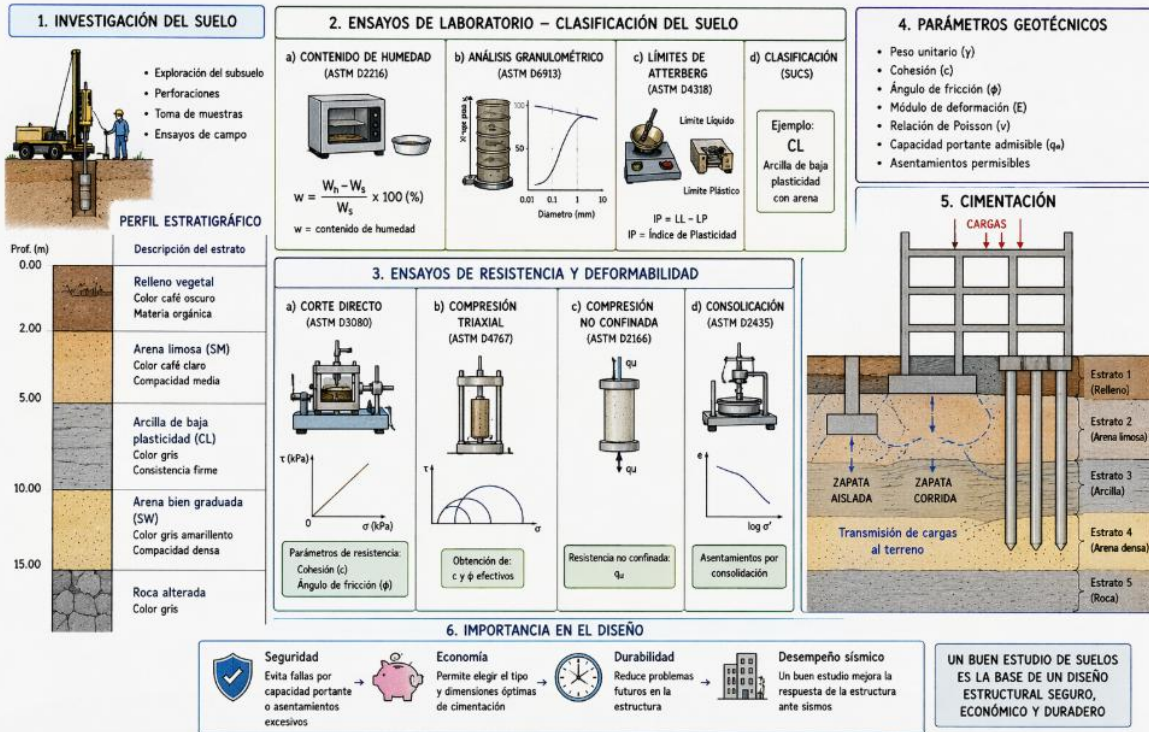 1. INVESTIGACIÓN DEL SUELO
• Exploración del subsuelo
• Perforaciones
• Toma de muestras
• Ensayos de campo
PERFIL ESTRATIGRÁFICO
Prof. (m)
Descripción del estrato
0.00
Relleno vegetal
Color café oscuro
Materia orgánica
2.00
Arena limosa (SM)
Color café claro
Compacidad media
5.00
Arcilla de baja
plasticidad (CL)
Color gris
Consistencia firme
10.00
Arena bien graduada
(SW)
Color gris amarillento
Compacidad densa
15.00
Roca alterada
Color gris
2. ENSAYOS DE LABORATORIO – CLASIFICACIÓN DEL SUELO
a) CONTENIDO DE HUMEDAD
(ASTM D2216)
w = (Wh – Ws) / Ws x 100 (%)
w = contenido de humedad
b) ANÁLISIS GRANULOMÉTRICO
(ASTM D6913)
100
50
0.01 0.1 1 10
Diametro (mm)
c) LÍMITES DE
ATTERBERG
(ASTM D4318)
Limite Líquido
Limite Plástico
IP = LL – LP
IP = Índice de Plasticidad
d) CLASIFICACIÓN
(SUCS)
Ejemplo:
CL
Arcilla de baja
plasticidad
con arena
3. ENSAYOS DE RESISTENCIA Y DEFORMABILIDAD
a) CORTE DIRECTO
(ASTM D3080)
τ (kPa)
0
σ (kPa)
Parámetros de resistencia:
Cohesión (c)
Ángulo de fricción (ϕ)
b) COMPRESIÓN
TRIAXIAL
(ASTM D4767)
τ
σ
Obtención de:
c y ϕ efectivos
c) COMPRESIÓN
NO CONFINADA
(ASTM D2166)
qu
qu
Resistencia no confinada:
qu
d) CONSOLICACIÓN
(ASTM D2435)
e
log σ'
Asentamientos por
consolidación
4. PARÁMETROS GEOTÉCNICOS
• Peso unitario (γ)
• Cohesión (c)
• Ángulo de fricción (ϕ)
• Módulo de deformación (E)
• Relación de Poisson (ν)
• Capacidad portante admisible (qa)
• Asentamientos permisibles
5. CIMENTACIÓN
CARGAS
Estrato 1
(Relleno)
Estrato 2
(Arena limosa)
Estrato 3
(Arcilla)
Estrato 4
(Arena densa)
Estrato 5
(Roca)
ZAPATA
AISLADA
ZAPATA
CORRIDA
Transmisión de cargas
al terreno
6. IMPORTANCIA EN EL DISEÑO
Seguridad
Evita fallas por
capacidad portante
o asentamientos
excesivos
Economía
Permite elegir el tipo
y dimensiones óptimas
de cimentación
Durabilidad
Reduce problemas
futuros en la
estructura
Desempeño sísmico
Un buen estudio mejora la
respuesta de la estructura
ante sismos
UN BUEN ESTUDIO DE SUELOS
ES LA BASE DE UN DISEÑO
ESTRUCTURAL SEGURO,
ECONÓMICO Y DURADERO